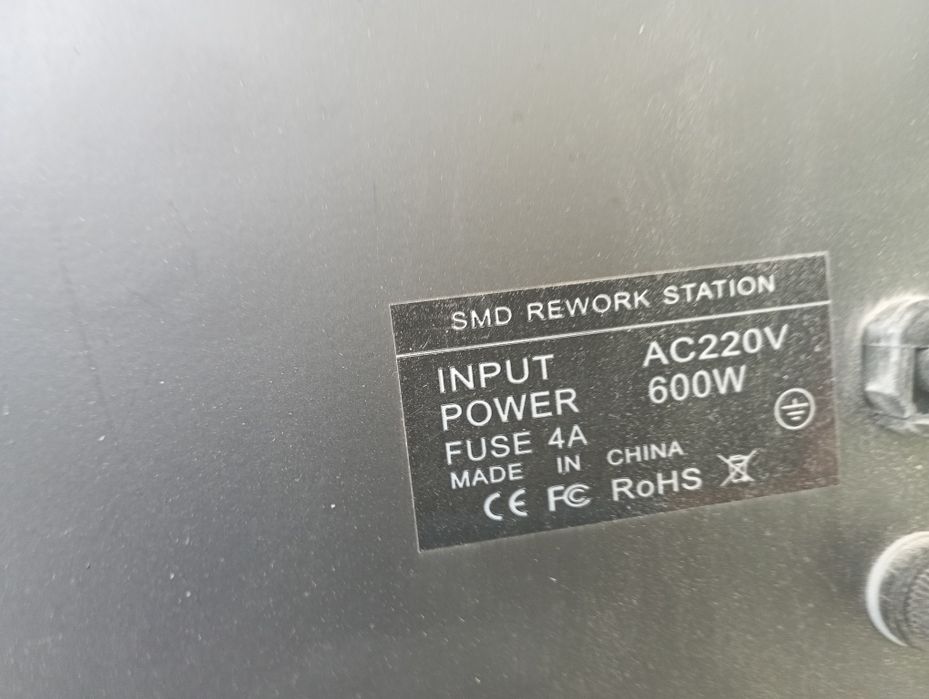 SMD REWORK STATION
INPUT AC220V
POWER 600W
FUSE 4A
MADE IN CHINA
CE FC RoHS